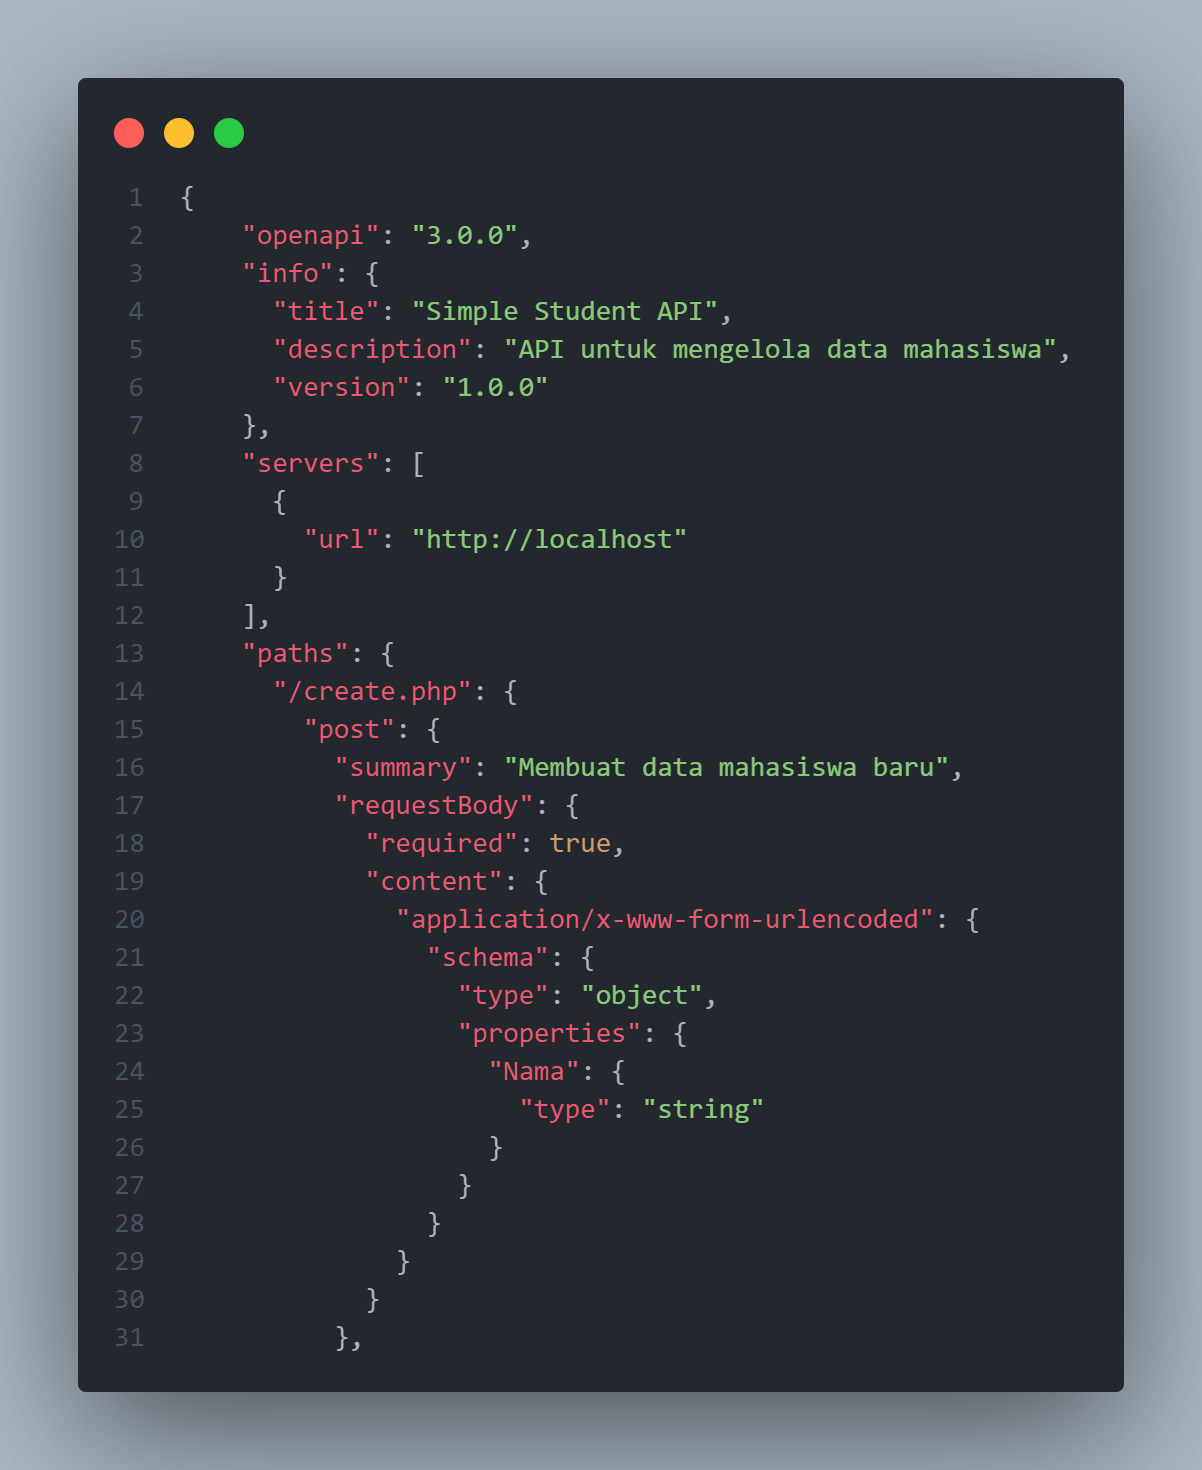 1 {
2     "openapi": "3.0.0",
3     "info": {
4       "title": "Simple Student API",
5       "description": "API untuk mengelola data mahasiswa",
6       "version": "1.0.0"
7     },
8     "servers": [
9       {
10         "url": "http://localhost"
11       }
12     ],
13     "paths": {
14       "/create.php": {
15         "post": {
16           "summary": "Membuat data mahasiswa baru",
17           "requestBody": {
18             "required": true,
19             "content": {
20               "application/x-www-form-urlencoded": {
21                 "schema": {
22                   "type": "object",
23                   "properties": {
24                     "Nama": {
25                       "type": "string"
26                     }
27                   }
28                 }
29               }
30             }
31           },